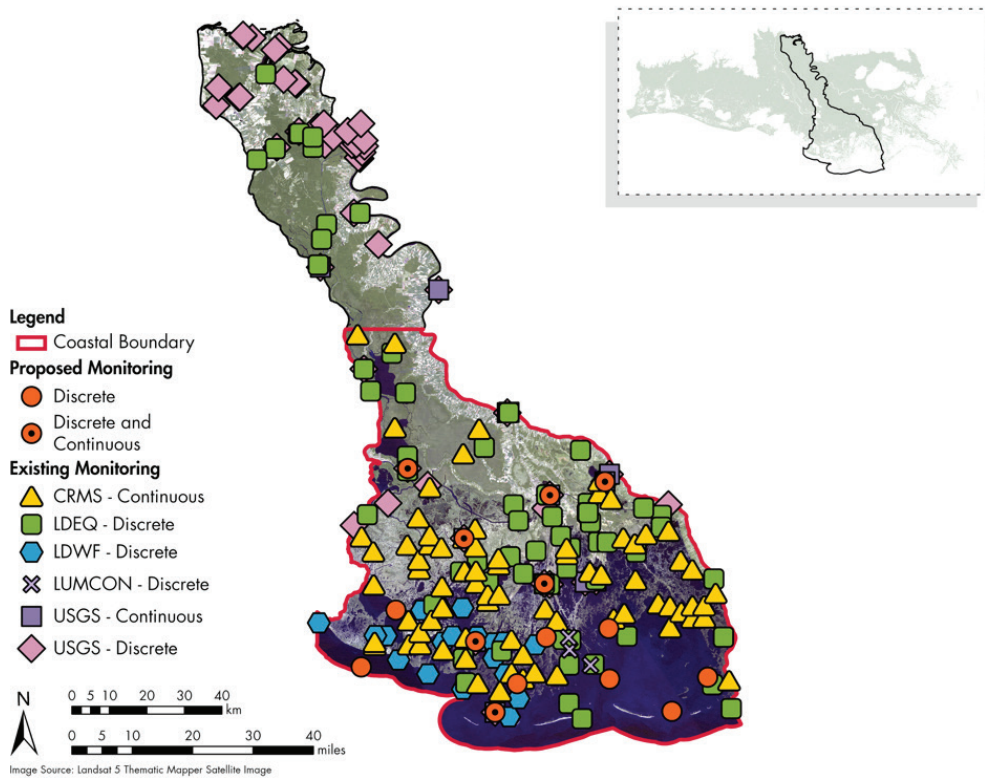 Legend
Coastal Boundary
Proposed Monitoring
Discrete
Discrete and
Continuous
Existing Monitoring
CRMS - Continuous
LDEQ - Discrete
LDWF - Discrete
LUMCON - Discrete
USGS - Continuous
USGS - Discrete
N
0 5 10 20 30 40
km
0 5 10 20 30 40
miles
Image Source: Landsat 5 Thematic Mapper Satellite Image